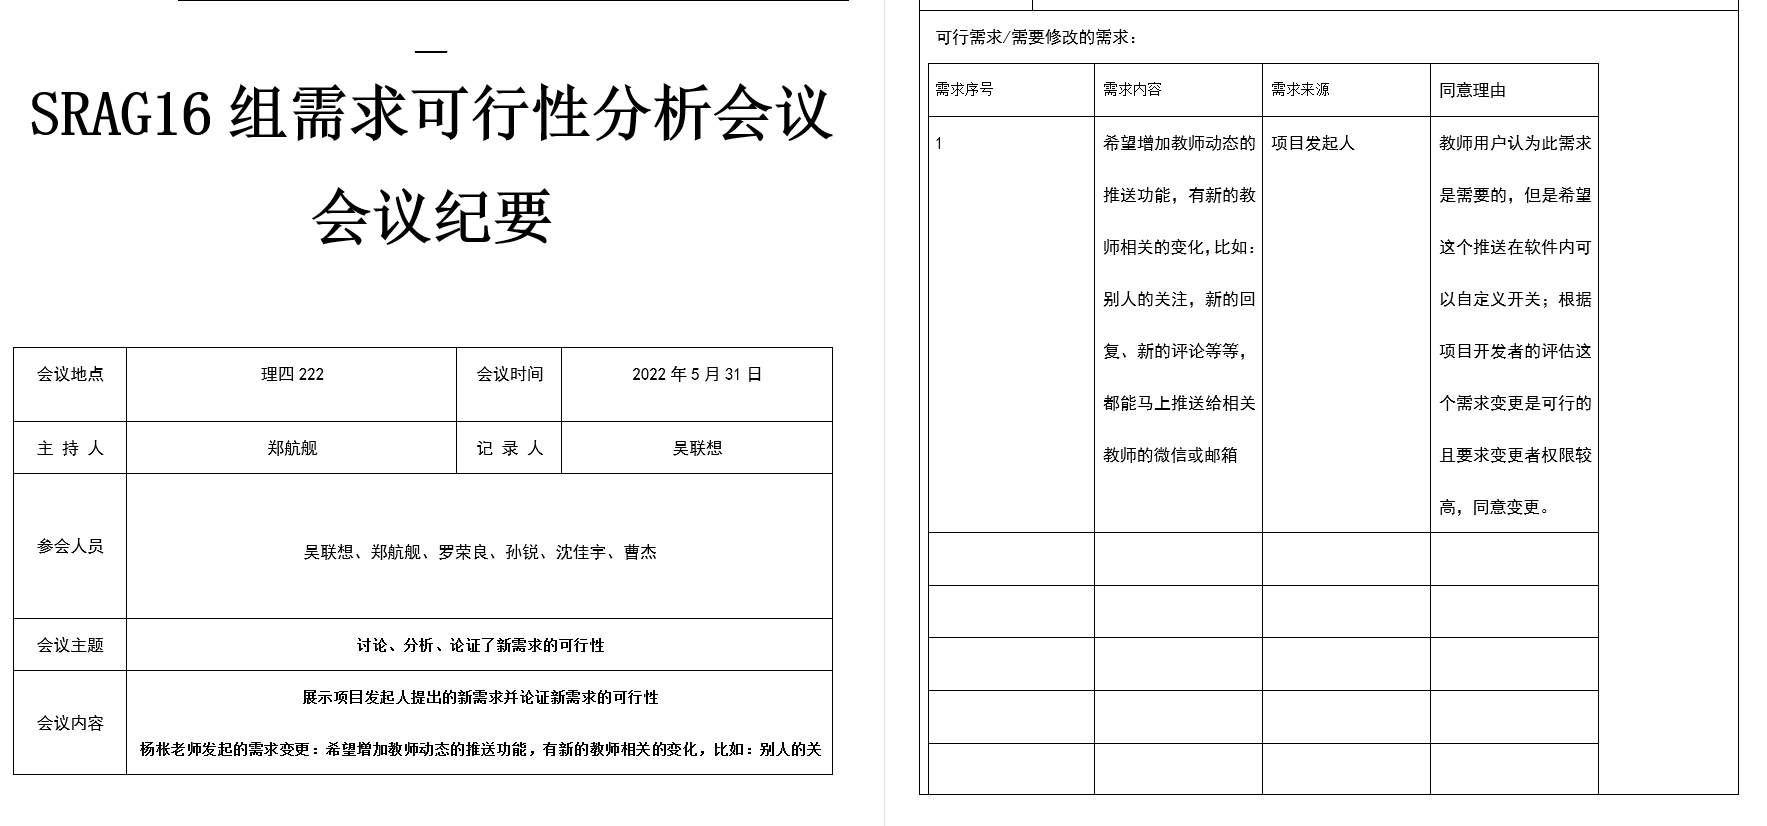 SRAG16 组需求可行性分析会议
会议纪要
会议地点 理四 222 会议时间 2022 年 5 月 31 日
主 持 人 郑航舰 记 录 人 吴联想
参会人员 吴联想、郑航舰、罗荣良、孙锐、沈佳宇、曹杰
会议主题 讨论、分析、论证了新需求的可行性
会议内容
展示项目发起人提出的新需求并论证新需求的可行性
杨枨老师发起的需求变更：希望增加教师动态的推送功能，有新的教师相关的变化，比如：别人的关
可行需求/需要修改的需求：
需求序号 需求内容 需求来源 同意理由
1
希望增加教师动态的
推送功能，有新的教
师相关的变化，比如：
别人的关注，新的回
复、新的评论等等，
都能马上推送给相关
教师的微信或邮箱
项目发起人
教师用户认为此需求
是需要的，但是希望
这个推送在软件内可
以自定义开关；根据
项目开发者的评估这
个需求变更是可行的
且要求变更者权限较
高，同意变更。